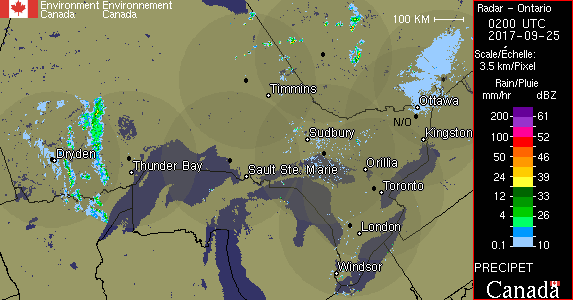 Environment Environnement
Canada Canada
100 KM
Radar - Ontario
0200 UTC
2017-09-25
Scale/Échelle:
3.5 km/Pixel
Rain/Pluie
mm/hr dBZ
200 61
100 52
50 46
24 39
12 33
4 26
0.1 10
PRECIPET
Canada
Timmins
Ottawa
N/O
Kingston
Sudbury
Dryden
Thunder Bay
Sault Ste. Marie
Orillia
Toronto
London
Windsor